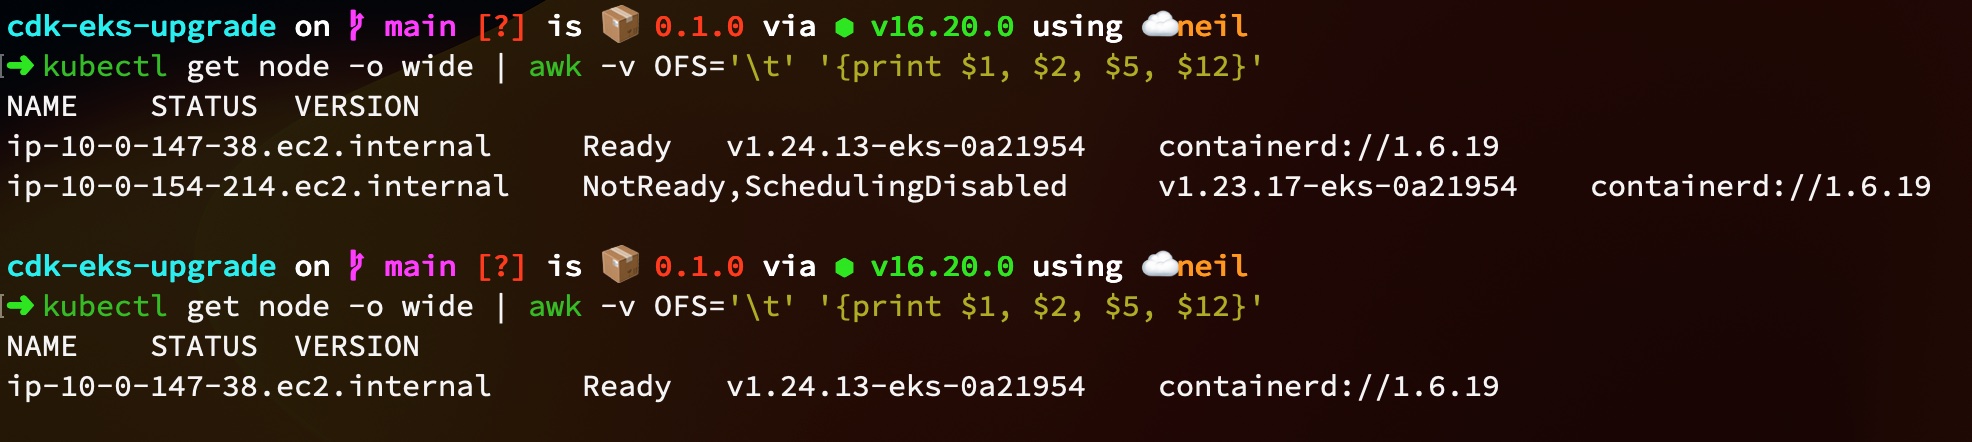 cdk-eks-upgrade on main [?] is 📦 0.1.0 via ⬢ v16.20.0 using ☁️neil
➜ kubectl get node -o wide | awk -v OFS='\t' '{print $1, $2, $5, $12}'
NAME STATUS VERSION
ip-10-0-147-38.ec2.internal Ready v1.24.13-eks-0a21954 containerd://1.6.19
ip-10-0-154-214.ec2.internal NotReady,SchedulingDisabled v1.23.17-eks-0a21954 containerd://1.6.19
cdk-eks-upgrade on main [?] is 📦 0.1.0 via ⬢ v16.20.0 using ☁️neil
➜ kubectl get node -o wide | awk -v OFS='\t' '{print $1, $2, $5, $12}'
NAME STATUS VERSION
ip-10-0-147-38.ec2.internal Ready v1.24.13-eks-0a21954 containerd://1.6.19